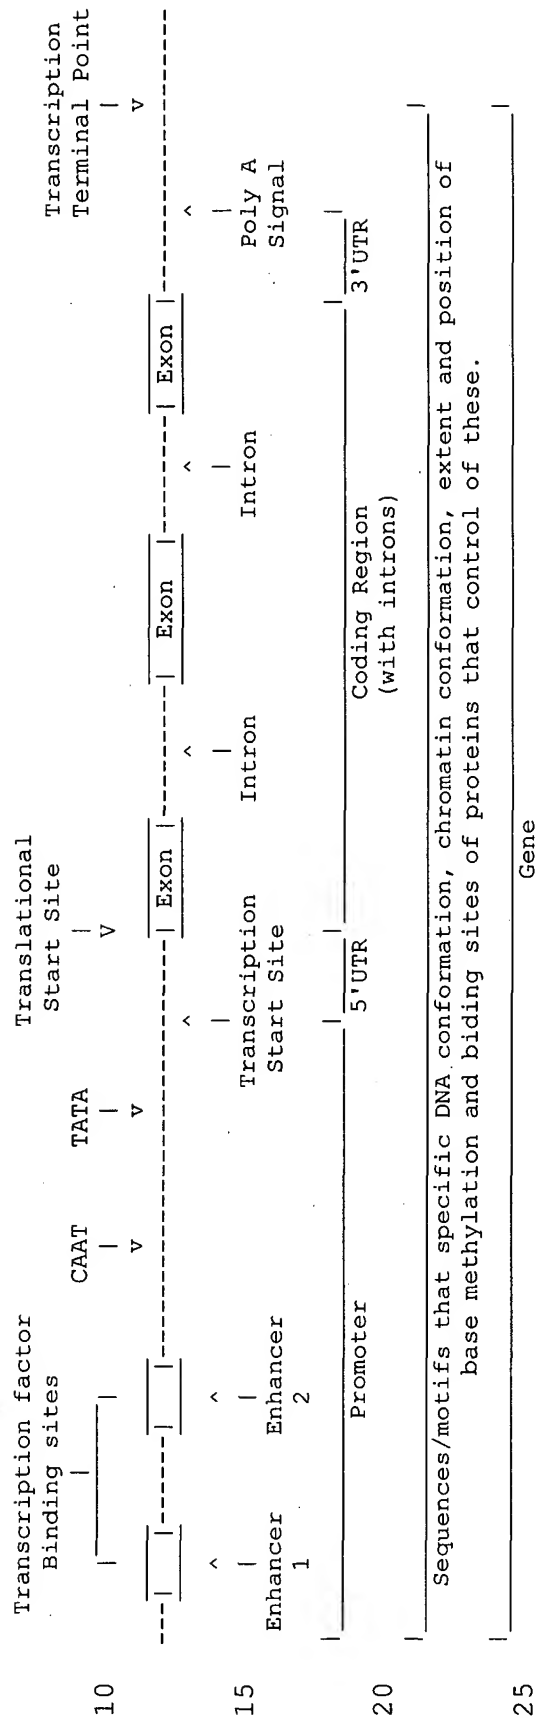 Transcription factor
Binding sites
Translational
Start Site
Transcription
Terminal Point
CAAT
TATA
10
Exon
Exon
Exon
15
Enhancer
1
Enhancer
2
Transcription
Start Site
Intron
Intron
Poly A
Signal
Promoter
5'UTR
Coding Region
(with introns)
3'UTR
20
Sequences/motifs that specific DNA conformation, chromatin conformation, extent and position of
base methylation and biding sites of proteins that control of these.
25
Gene